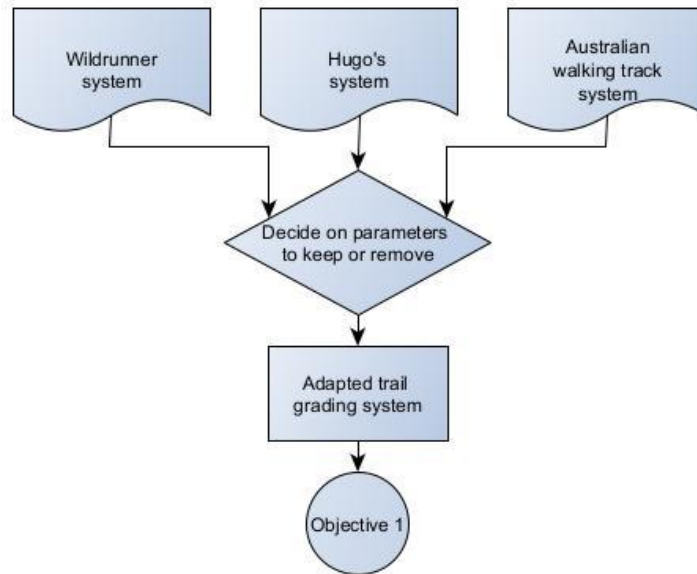 Wildrunner
system
Hugo's
system
Australian
walking track
system
Decide on parameters
to keep or remove
Adapted trail
grading system
Objective 1